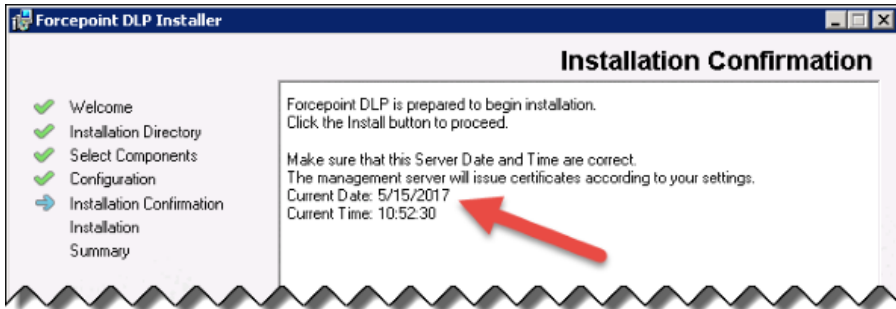 Forcepoint DLP Installer
Installation Confirmation
Welcome
Installation Directory
Select Components
Configuration
Installation Confirmation
Installation
Summary
Forcepoint DLP is prepared to begin installation.
Click the Install button to proceed.
Make sure that this Server Date and Time are correct.
The management server will issue certificates according to your settings.
Current Date: 5/15/2017
Current Time: 10:52:30